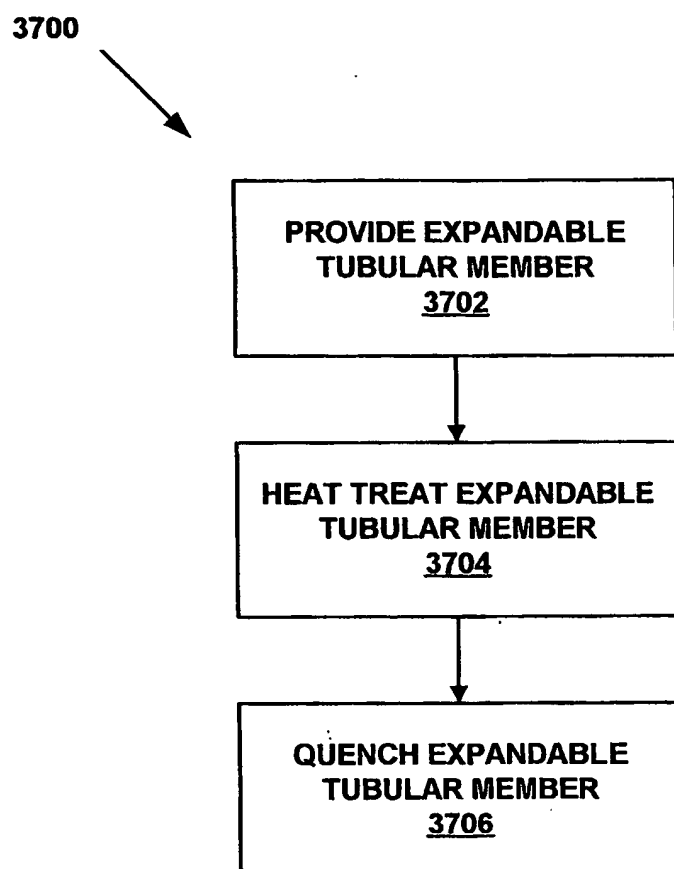 3700
PROVIDE EXPANDABLE
TUBULAR MEMBER
3702
HEAT TREAT EXPANDABLE
TUBULAR MEMBER
3704
QUENCH EXPANDABLE
TUBULAR MEMBER
3706